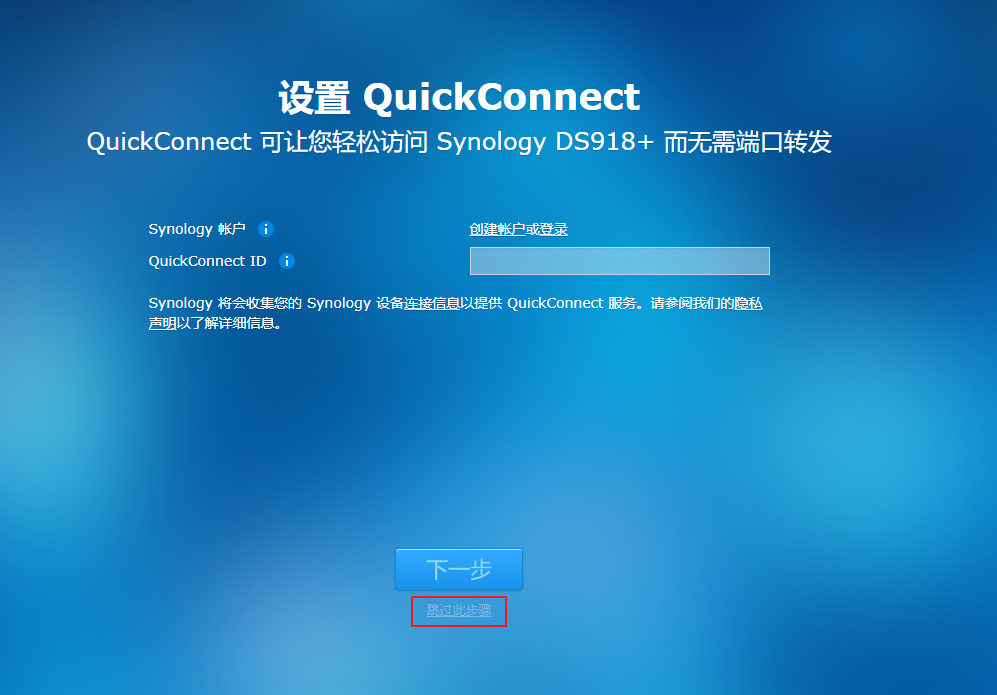 设置 QuickConnect
QuickConnect 可让您轻松访问 Synology DS918+ 而无需端口转发
Synology 帐户 创建帐户或登录
QuickConnect ID
Synology 将会收集您的 Synology 设备连接信息以提供 QuickConnect 服务。请参阅我们的隐私
声明以了解详细信息。
下一步
跳过此步骤